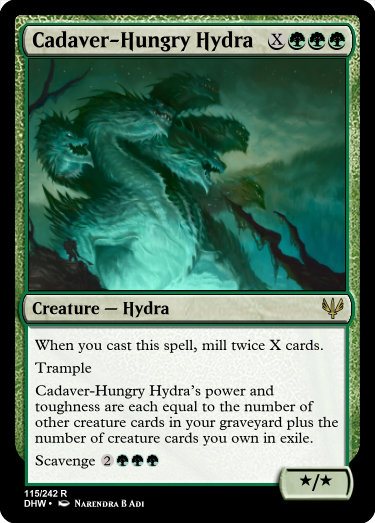 Cadaver-Hungry Hydra X
Creature — Hydra
When you cast this spell, mill twice X cards.
Trample
Cadaver-Hungry Hydra's power and
toughness are each equal to the number of
other creature cards in your graveyard plus the
number of creature cards you own in exile.
Scavenge 2
*/*
115/242 R
DHW • Narendra B Adi